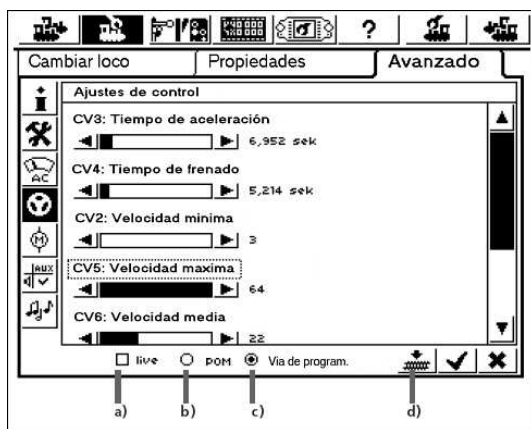 ?
Cambiar loco
Propiedades
Avanzado
i
Ajustes de control
CV3: Tiempo de aceleración
6,952 sek
CV4: Tiempo de frenado
5,214 sek
AC
CV2: Velocidad minima
3
M
CV5: Velocidad maxima
64
AUX
CV6: Velocidad media
22
live
POM
Via de program.
a)
b)
c)
d)